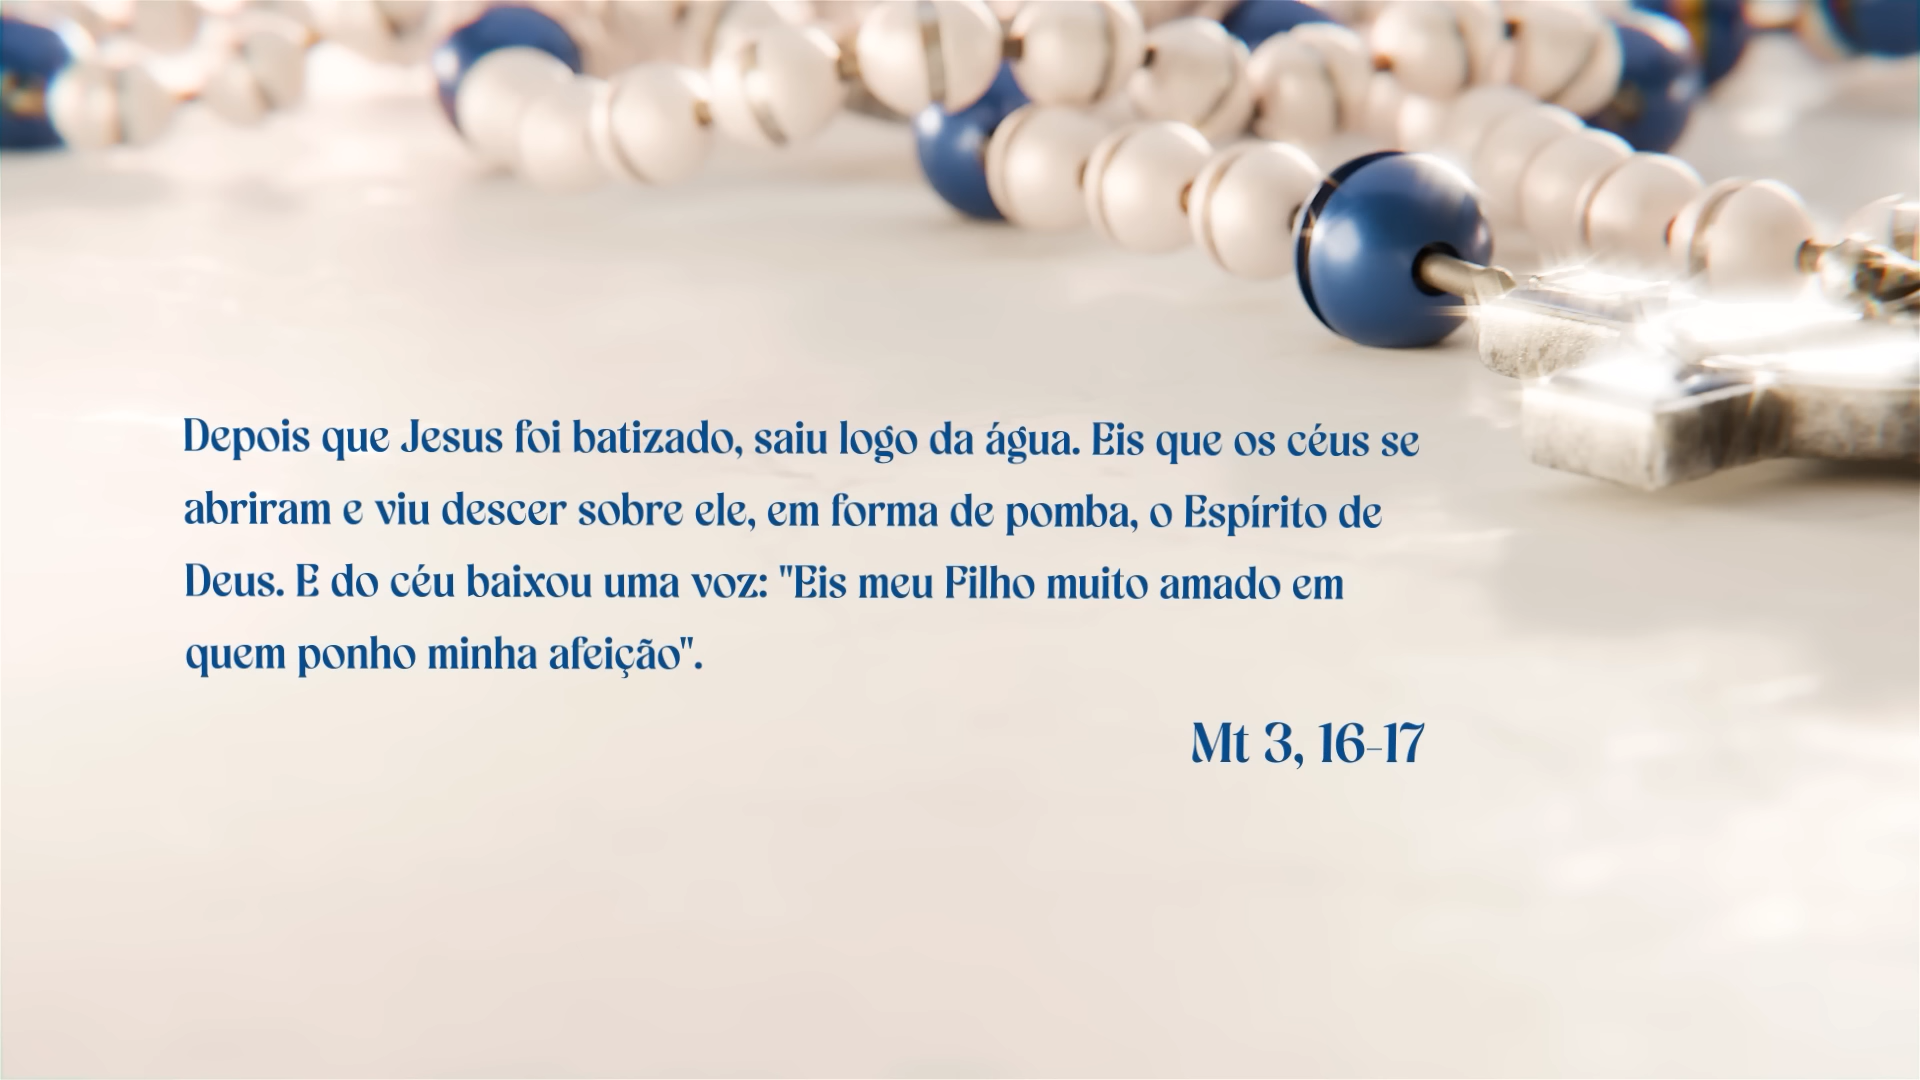 Depois que Jesus foi batizado, saiu logo da água. Eis que os céus se
abriram e viu descer sobre ele, em forma de pomba, o Espírito de
Deus. E do céu baixou uma voz: "Eis meu Filho muito amado em
quem ponho minha afeição".
Mt 3, 16-17